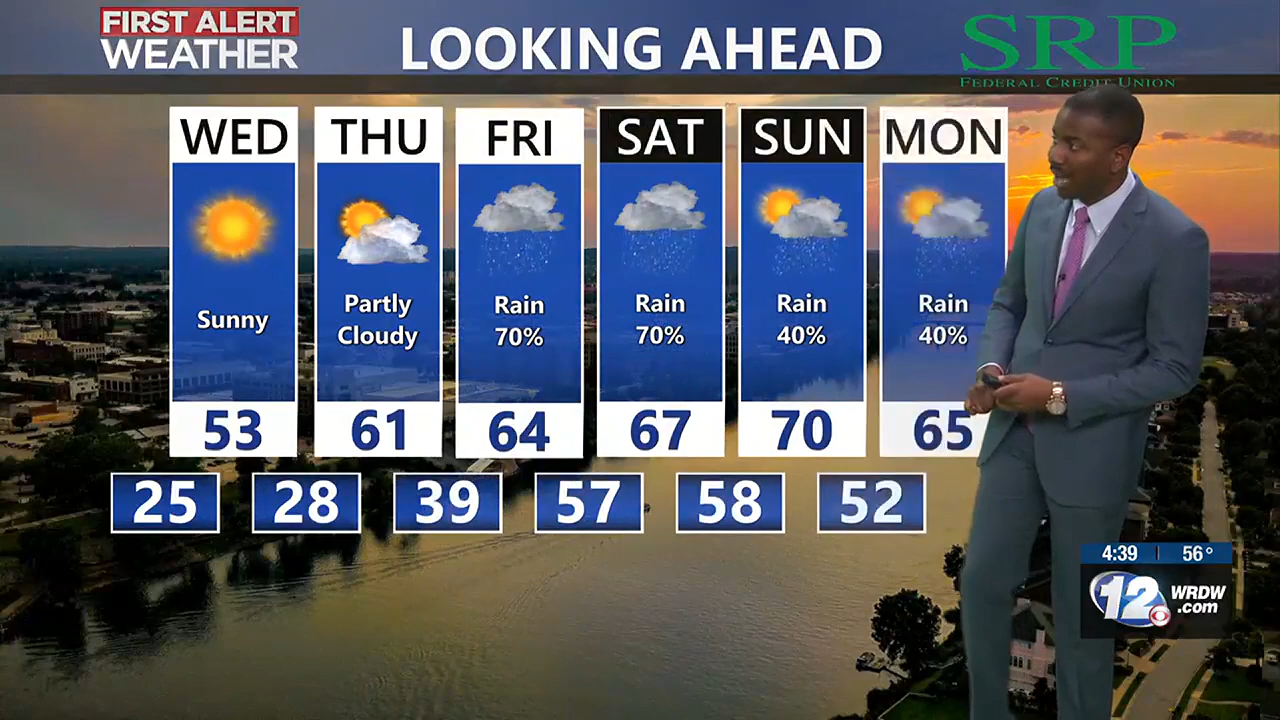 FIRST ALERT
WEATHER
LOOKING AHEAD
SRP
FEDERAL CREDIT UNION
WED
THU
FRI
SAT
SUN
MON
Sunny
Partly
Cloudy
Rain
70%
Rain
70%
Rain
40%
Rain
40%
53
61
64
67
70
65
25
28
39
57
58
52
4:39 | 56°
12
WRDW
.com